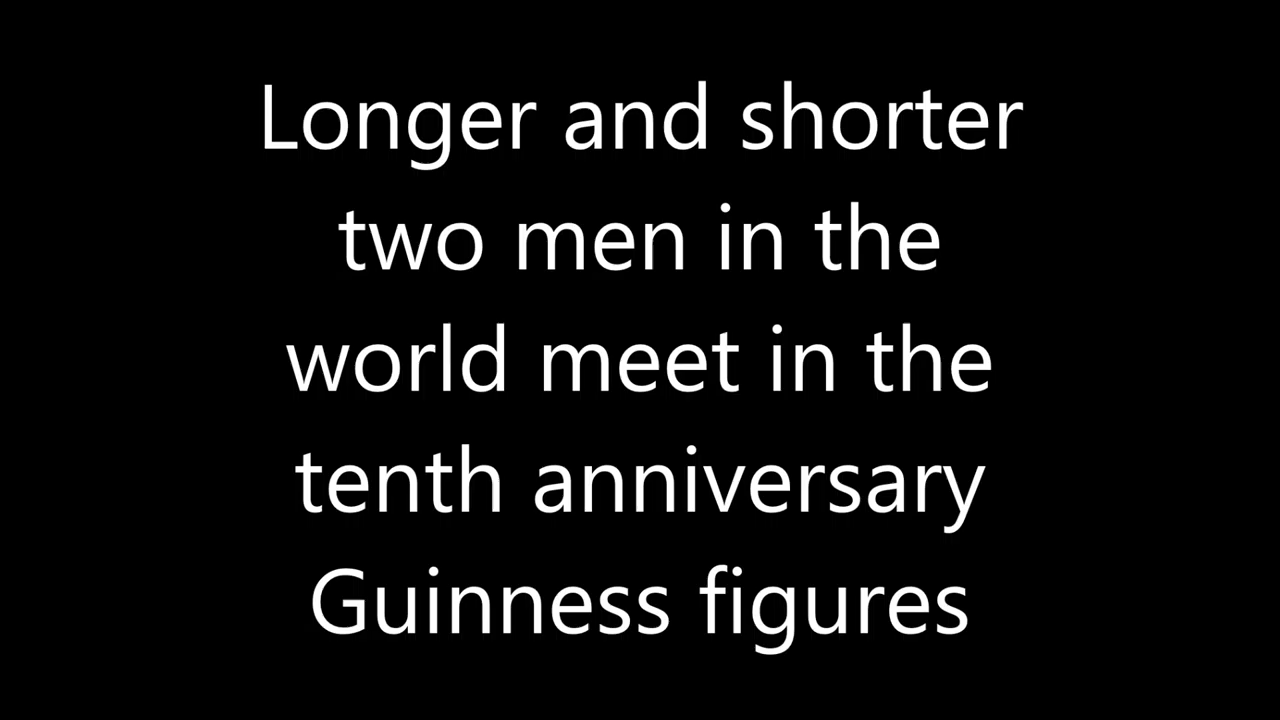 Longer and shorter
two men in the
world meet in the
tenth anniversary
Guinness figures